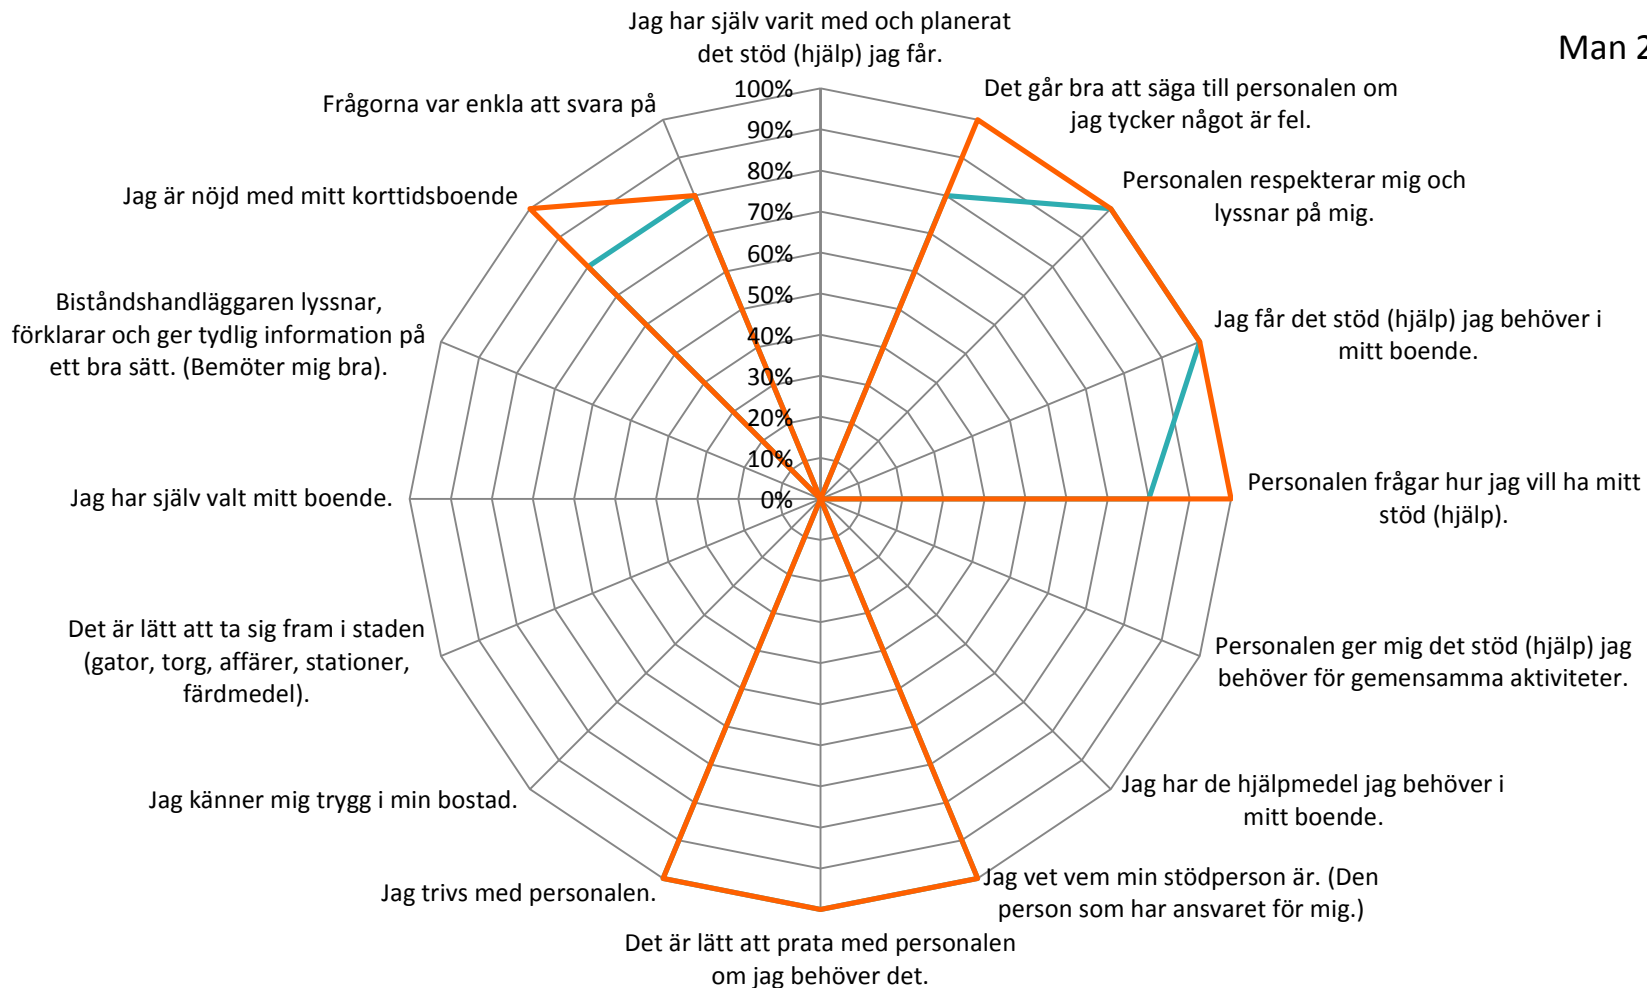 Jag har själv varit med och planerat
det stöd (hjälp) jag får.
Man 2
Det går bra att säga till personalen om
jag tycker något är fel.
Personalen respekterar mig och
lyssnar på mig.
Jag får det stöd (hjälp) jag behöver i
mitt boende.
Personalen frågar hur jag vill ha mitt
stöd (hjälp).
Personalen ger mig det stöd (hjälp) jag
behöver för gemensamma aktiviteter.
Jag har de hjälpmedel jag behöver i
mitt boende.
Jag vet vem min stödperson är. (Den
person som har ansvaret för mig.)
Det är lätt att prata med personalen
om jag behöver det.
Jag trivs med personalen.
Jag känner mig trygg i min bostad.
Det är lätt att ta sig fram i staden
(gator, torg, affärer, stationer,
färdmedel).
Jag har själv valt mitt boende.
Biståndshandläggaren lyssnar,
förklarar och ger tydlig information på
ett bra sätt. (Bemöter mig bra).
Jag är nöjd med mitt korttidsboende
Frågorna var enkla att svara på
100%
90%
80%
70%
60%
50%
40%
30%
20%
10%
0%